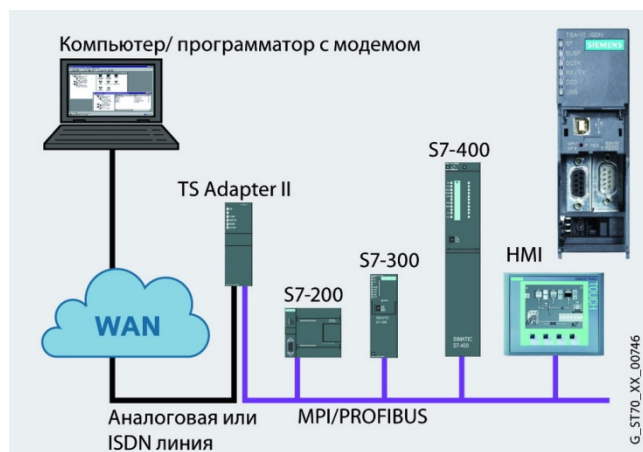 Компьютер/ программатор с модемом
TS Adapter II
S7-200
S7-300
S7-400
HMI
WAN
Аналоговая или
ISDN линия
MPI/PROFIBUS
SIEMENS
TOUCH
SIMATIC
S7-400
G_ST70_XX_00746